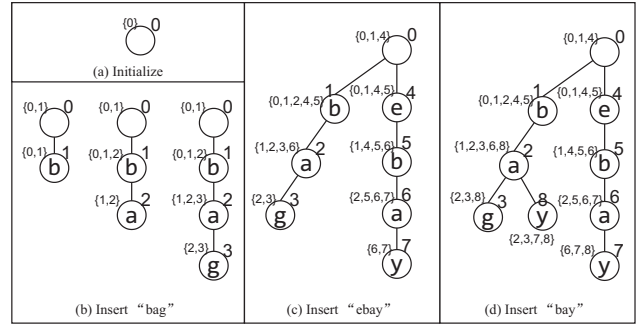 {0} 0
(a) Initialize
{0,1} 0
{0,1} b 1
{0,1} 0
{0,1,2} b 1
{1,2} a 2
{0,1} 0
{0,1,2} b 1
{1,2,3} a 2
{2,3} g 3
(b) Insert “bag”
{0,1,4} 0
{0,1,2,4,5} b 1
{0,1,4,5} e 4
{1,2,3,6} a 2
{1,4,5,6} b 5
{2,3} g 3
{2,5,6,7} a 6
{6,7} y 7
(c) Insert “ebay”
{0,1,4} 0
{0,1,2,4,5} b 1
{0,1,4,5} e 4
{1,2,3,6,8} a 2
{1,4,5,6} b 5
{2,3,8} g 3
y 8
{2,3,7,8}
{2,5,6,7} a 6
{6,7,8} y 7
(d) Insert “bay”